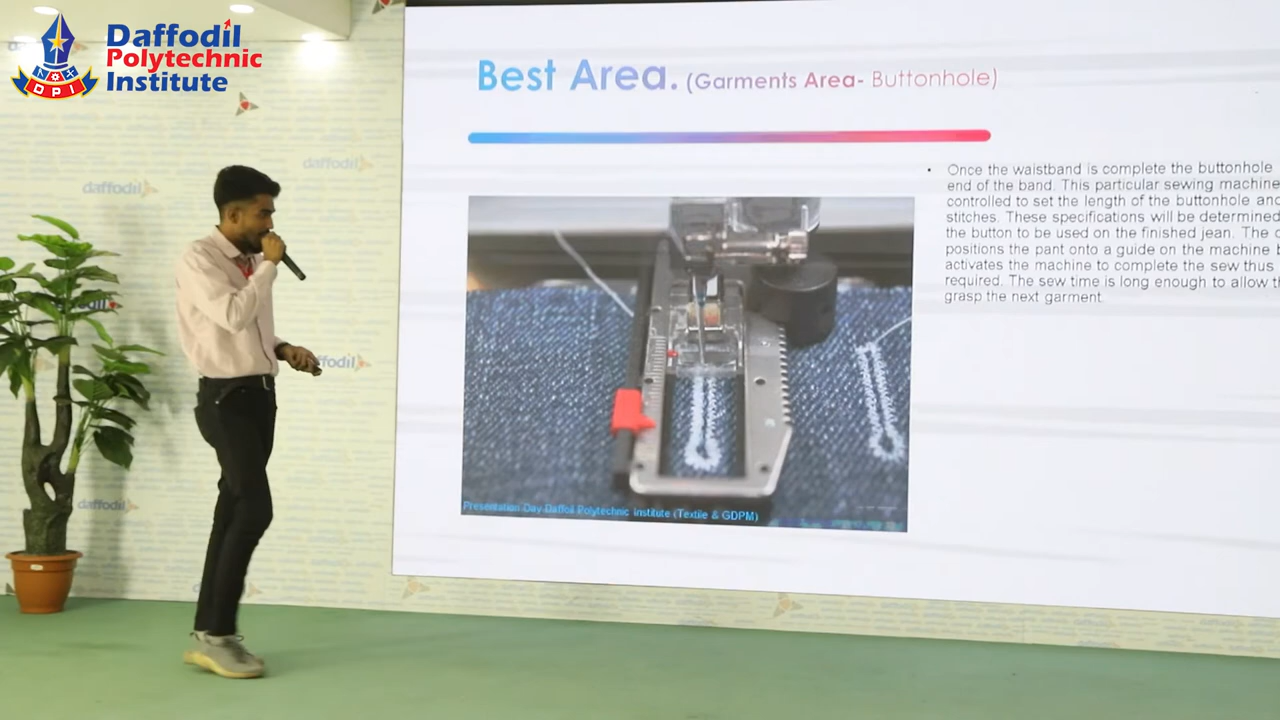 Daffodil
Polytechnic
Institute
D P I
Best Area. (Garments Area- Buttonhole)
• Once the waistband is complete the buttonhole
end of the band. This particular sewing machine
controlled to set the length of the buttonhole and
stitches. These specifications will be determined
the button to be used on the finished jean. The
positions the pant onto a guide on the machine
activates the machine to complete the sew thus
required. The sew time is long enough to allow
grasp the next garment.
Presentation Day Daffoil Polytechnic Institute (Textile & GDPM)
daffodil
daffodil
daffodil